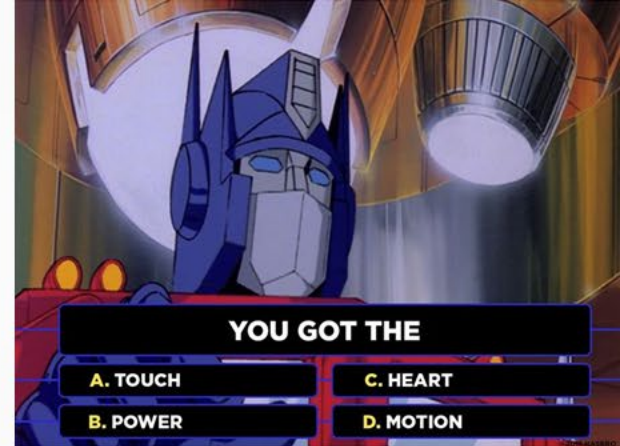 YOU GOT THE
A. TOUCH
C. HEART
B. POWER
D. MOTION